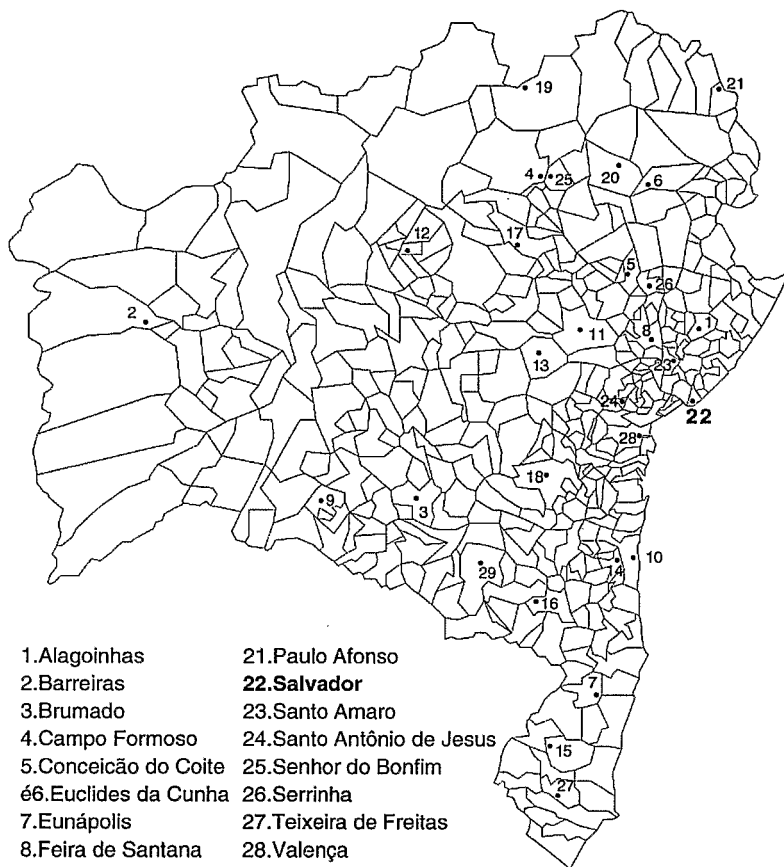 19
21
4
25
20
6
12
17
5
26
2
11
8
1
13
23
24
22
28
18
9
3
10
14
29
16
7
15
27
1.Alagoinhas
2.Barreiras
3.Brumado
4.Campo Formoso
5.Conceicão do Coite
é6.Euclides da Cunha
7.Eunápolis
8.Feira de Santana
21.Paulo Afonso
22.Salvador
23.Santo Amaro
24.Santo Antônio de Jesus
25.Senhor do Bonfim
26.Serrinha
27.Teixeira de Freitas
28.Valença